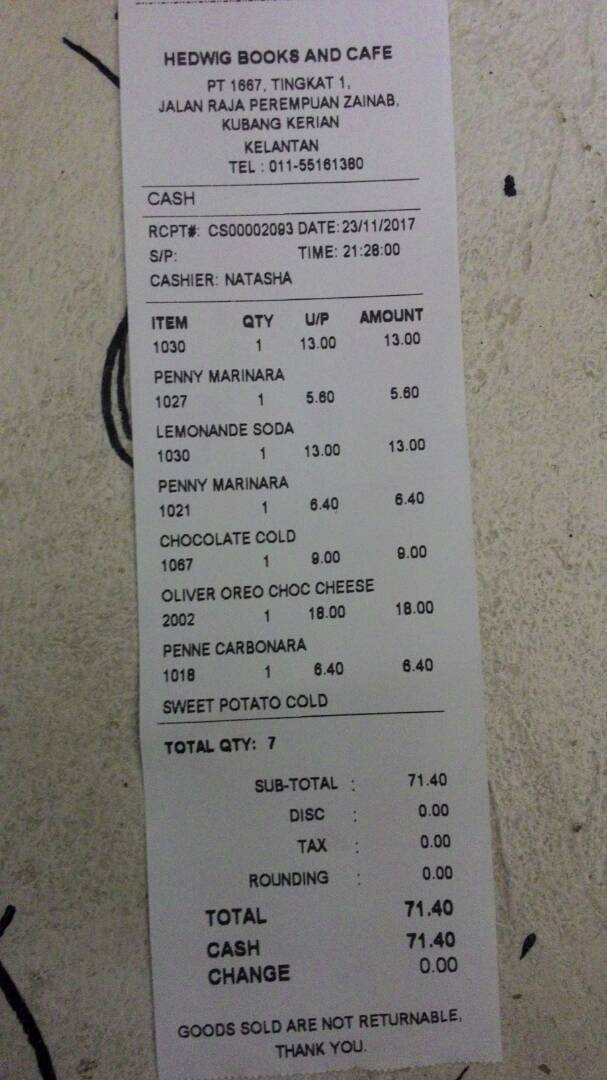 HEDWIG BOOKS AND CAFE
PT 1667, TINGKAT 1,
JALAN RAJA PEREMPUAN ZAINAB,
KUBANG KERIAN
KELANTAN
TEL : 011-55161380
CASH
RCPT#: CS00002093 DATE: 23/11/2017
S/P: TIME: 21:28:00
CASHIER: NATASHA
ITEM QTY U/P AMOUNT
1030 1 13.00 13.00
PENNY MARINARA
1027 1 5.60 5.60
LEMONANDE SODA
1030 1 13.00 13.00
PENNY MARINARA
1021 1 6.40 6.40
CHOCOLATE COLD
1067 1 9.00 9.00
OLIVER OREO CHOC CHEESE
2002 1 18.00 18.00
PENNE CARBONARA
1018 1 6.40 6.40
SWEET POTATO COLD
TOTAL QTY: 7
SUB-TOTAL : 71.40
DISC : 0.00
TAX : 0.00
ROUNDING : 0.00
TOTAL 71.40
CASH 71.40
CHANGE 0.00
GOODS SOLD ARE NOT RETURNABLE,
THANK YOU.